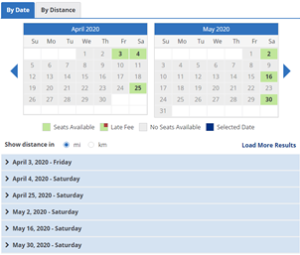 By Date By Distance
April 2020 May 2020
Su Mo Tu We Th Fr Sa Su Mo Tu We Th Fr Sa
1 2 3 4 1 2
5 6 7 8 9 10 11 3 4 5 6 7 8 9
12 13 14 15 16 17 18 10 11 12 13 14 15 16
19 20 21 22 23 24 25 17 18 19 20 21 22 23
26 27 28 29 30 24 25 26 27 28 29 30
31
Seats Available Late Fee No Seats Available Selected Date
Show distance in mi km Load More Results
April 3, 2020 - Friday
April 4, 2020 - Saturday
April 25, 2020 - Saturday
May 2, 2020 - Saturday
May 16, 2020 - Saturday
May 30, 2020 - Saturday